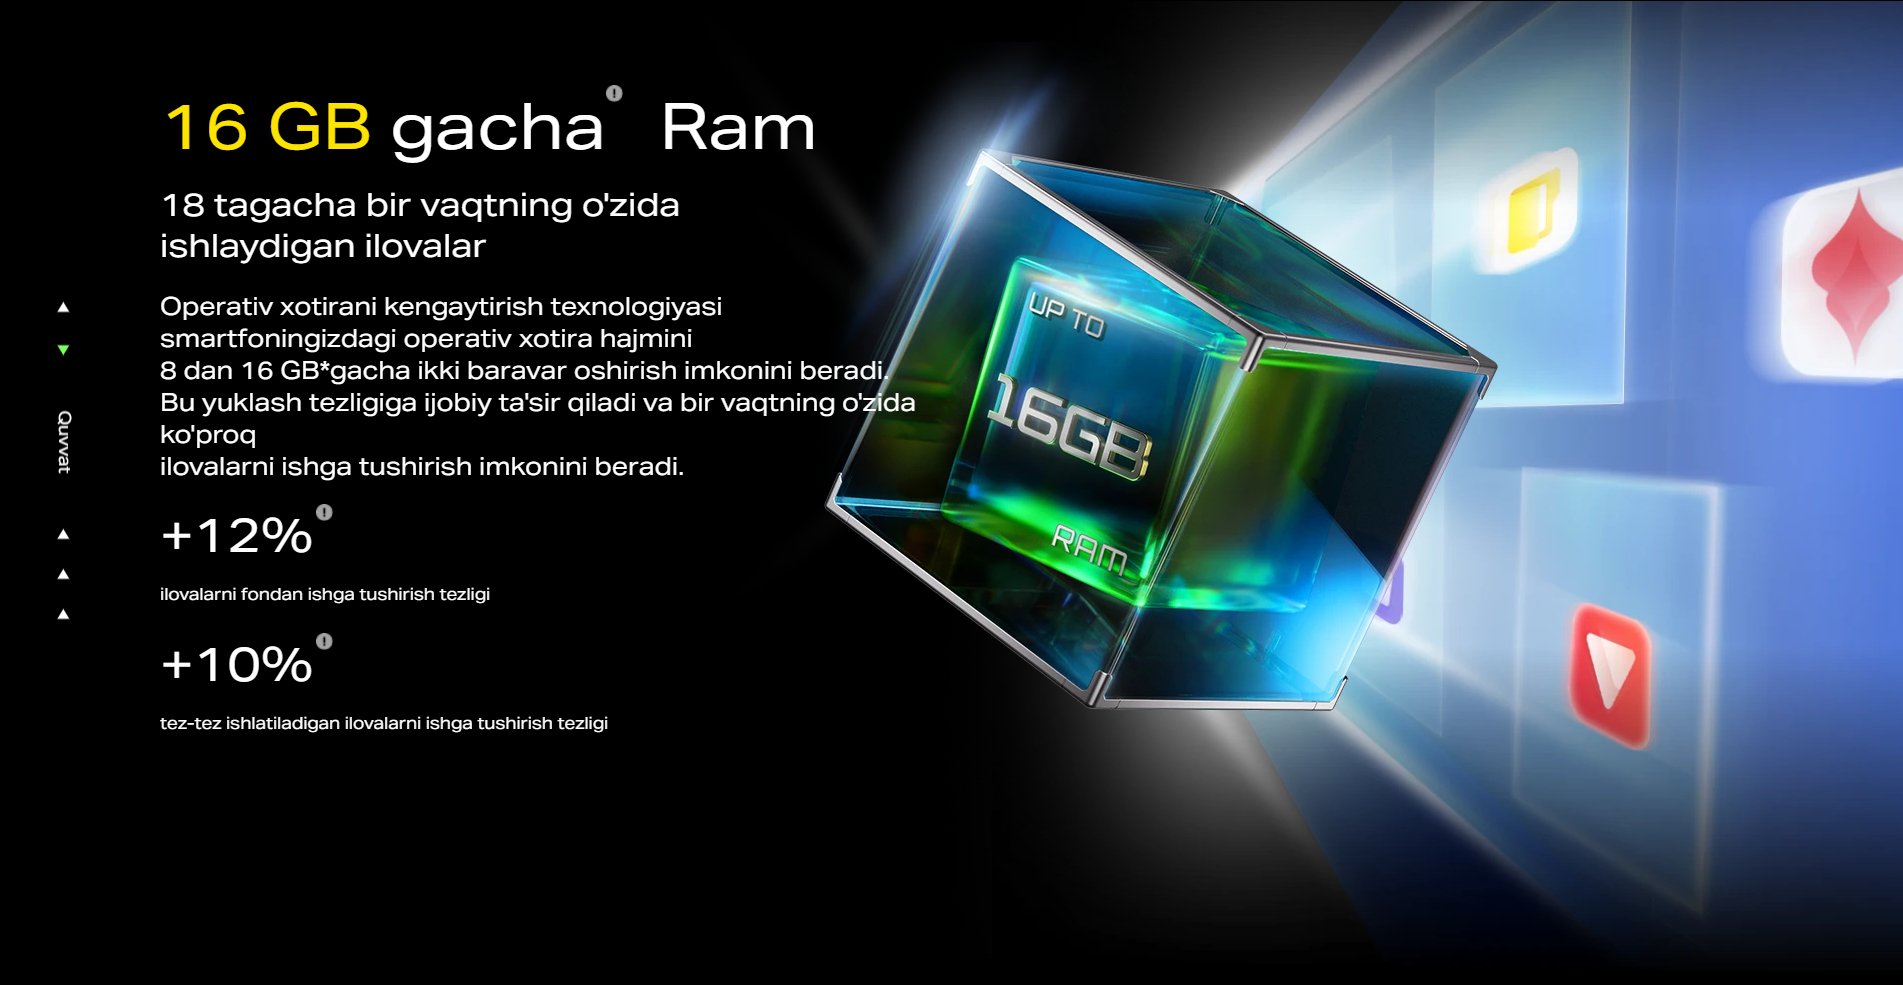 16 GB gacha Ram
18 tagacha bir vaqtning o'zida
ishlaydigan ilovalar
Operativ xotirani kengaytirish texnologiyasi
smartfoningizdagi operativ xotira hajmini
8 dan 16 GB*gacha ikki baravar oshirish imkonini beradi.
Bu yuklash tezligiga ijobiy ta'sir qiladi va bir vaqtning o'zida
ko'proq
ilovalarni ishga tushirish imkonini beradi.
+12%
ilovalarni fondan ishga tushirish tezligi
+10%
tez-tez ishlatiladigan ilovalarni ishga tushirish tezligi
Quvvat
UP TO
16GB
RAM